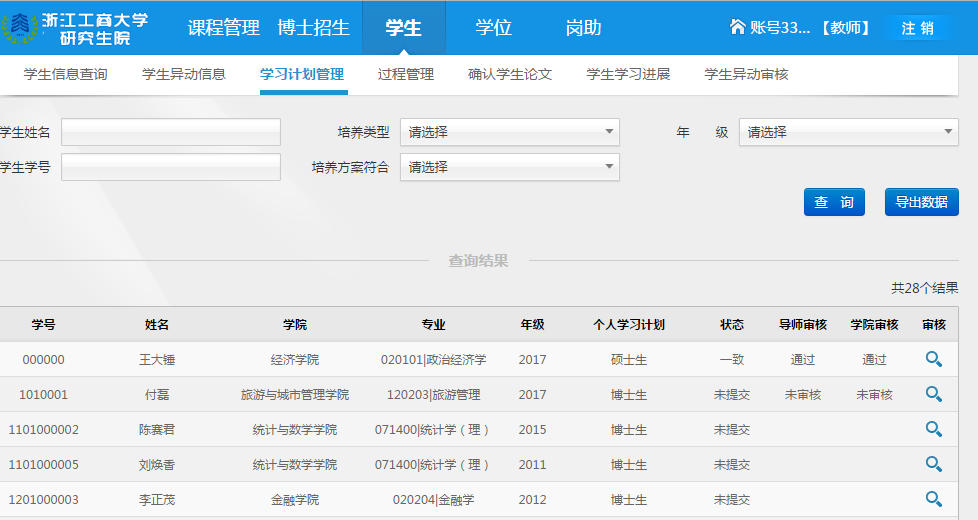 浙江工商大学
研究生院
课程管理 博士招生 学生 学位 岗助 账号33... 【教师】 注 销
学生信息查询 学生异动信息 学习计划管理 过程管理 确认学生论文 学生学习进展 学生异动审核
学生姓名 培养类型 请选择 年 级 请选择
学生学号 培养方案符合 请选择
查 询 导出数据
查询结果
共28个结果
学号 姓名 学院 专业 年级 个人学习计划 状态 导师审核 学院审核 审核
000000 王大锤 经济学院 020101|政治经济学 2017 硕士生 一致 通过 通过
1010001 付磊 旅游与城市管理学院 120203|旅游管理 2017 博士生 未提交 未审核 未审核
1101000002 陈赛君 统计与数学学院 071400|统计学（理） 2015 博士生 未提交
1101000005 刘焕香 统计与数学学院 071400|统计学（理） 2011 博士生 未提交
1201000003 李正茂 金融学院 020204|金融学 2012 博士生 未提交